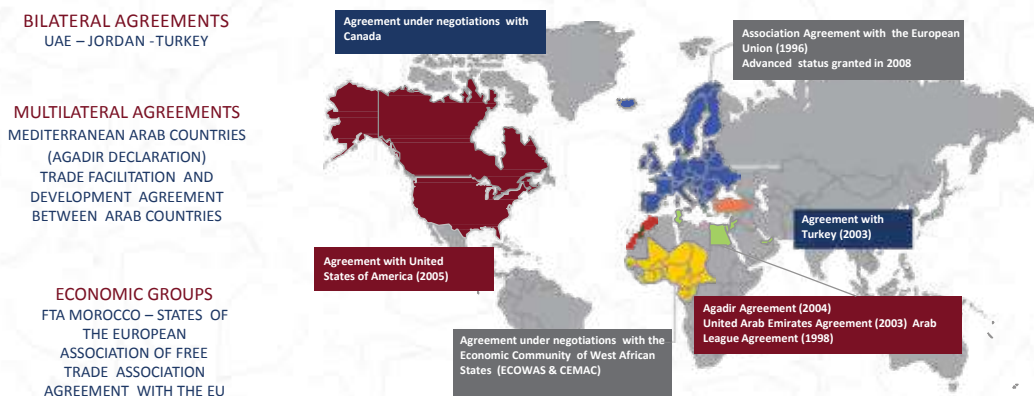 BILATERAL AGREEMENTS
UAE – JORDAN -TURKEY
MULTILATERAL AGREEMENTS
MEDITERRANEAN ARAB COUNTRIES
(AGADIR DECLARATION)
TRADE FACILITATION AND
DEVELOPMENT AGREEMENT
BETWEEN ARAB COUNTRIES
ECONOMIC GROUPS
FTA MOROCCO – STATES OF
THE EUROPEAN
ASSOCIATION OF FREE
TRADE ASSOCIATION
AGREEMENT WITH THE EU
Agreement under negotiations with
Canada
Association Agreement with the European
Union (1996)
Advanced status granted in 2008
Agreement with
Turkey (2003)
Agreement with United
States of America (2005)
Agadir Agreement (2004)
United Arab Emirates Agreement (2003) Arab
League Agreement (1998)
Agreement under negotiations with the
Economic Community of West African
States (ECOWAS & CEMAC)